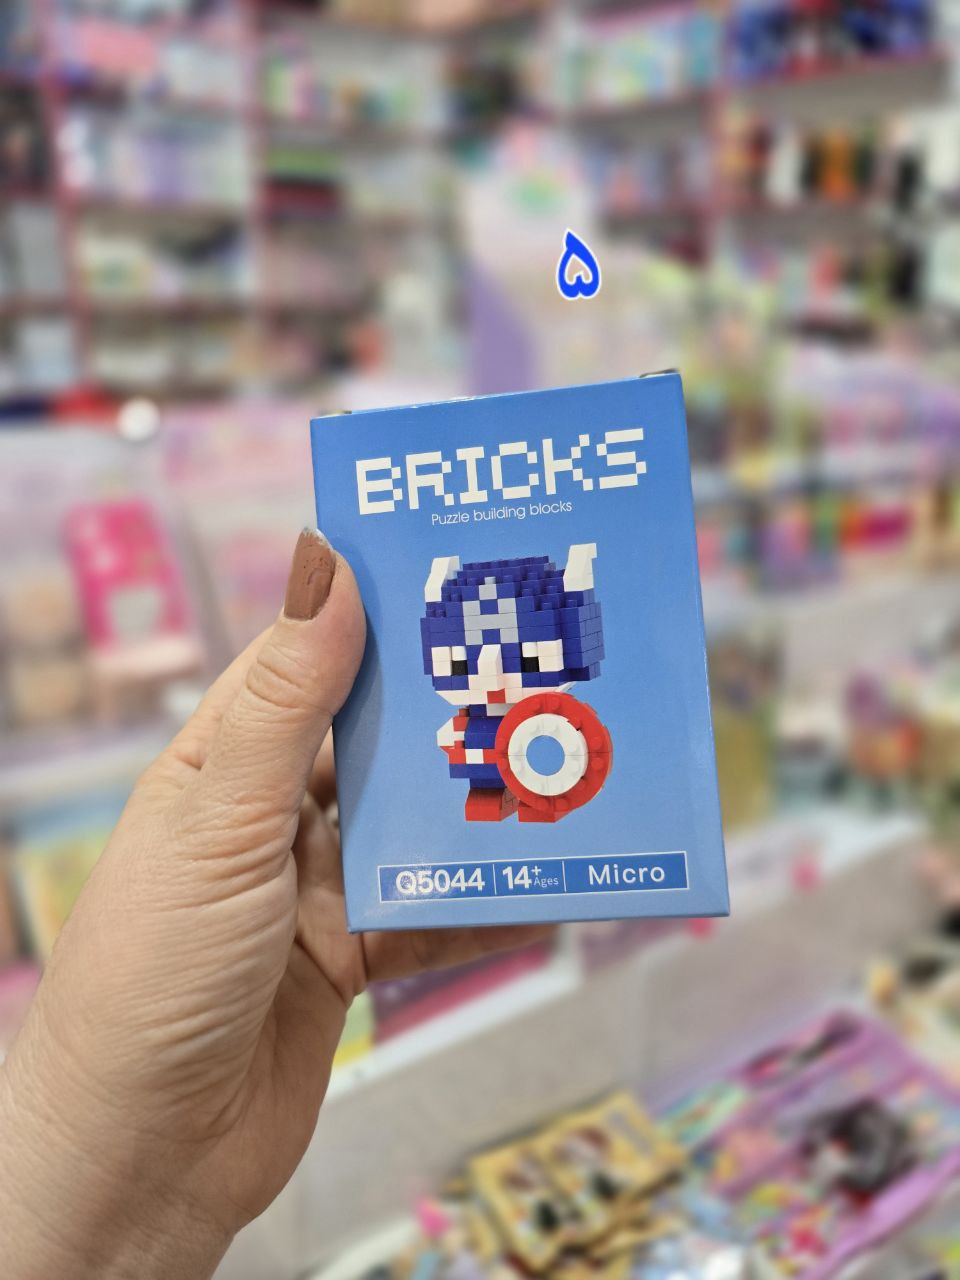 ۵
BRICKS
Puzzle building blocks
A
Q5044 14+ Ages Micro